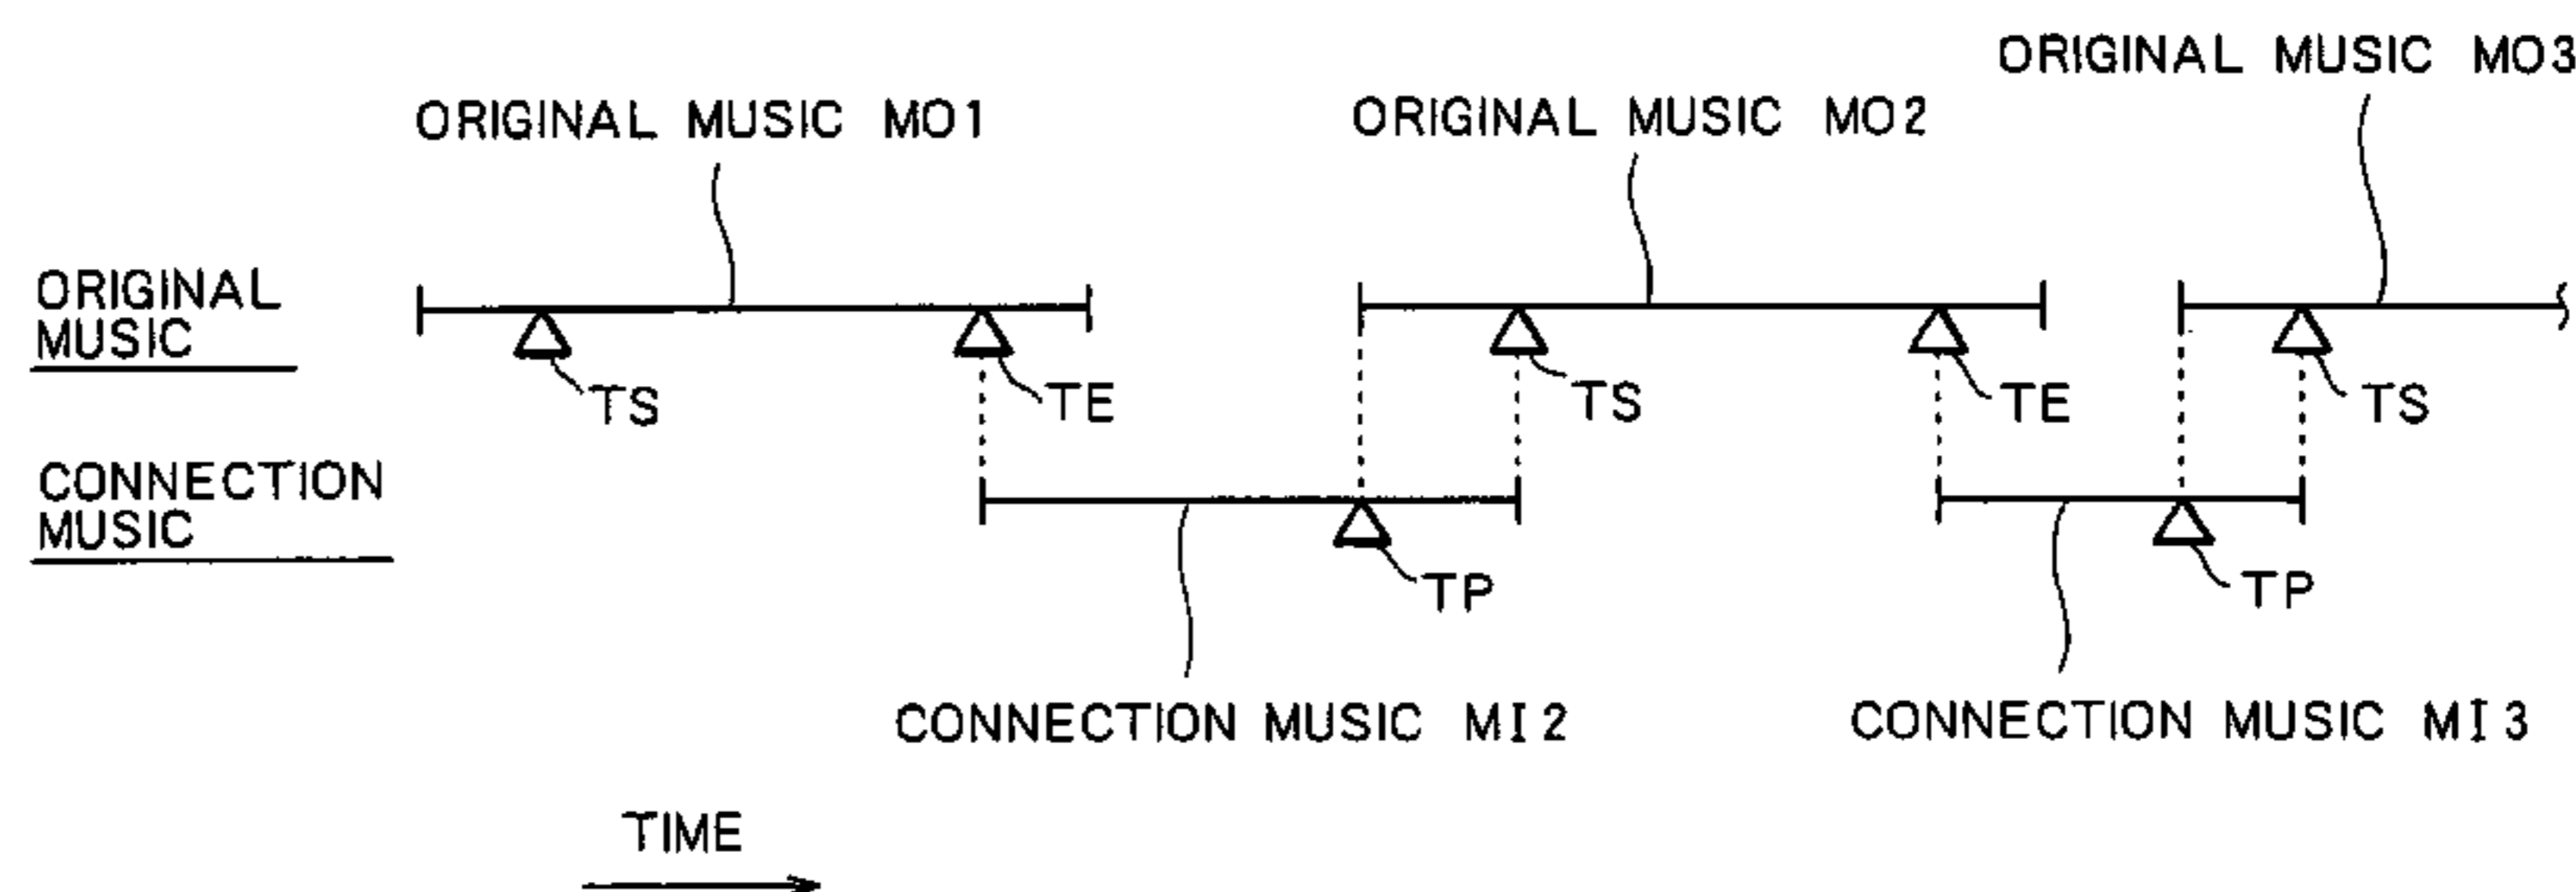 ORIGINAL MUSIC MO3
ORIGINAL MUSIC MO1
ORIGINAL MUSIC MO2
ORIGINAL
MUSIC
TS
TE
TS
TE
TS
CONNECTION
MUSIC
TP
TP
CONNECTION MUSIC MI2
CONNECTION MUSIC MI3
TIME